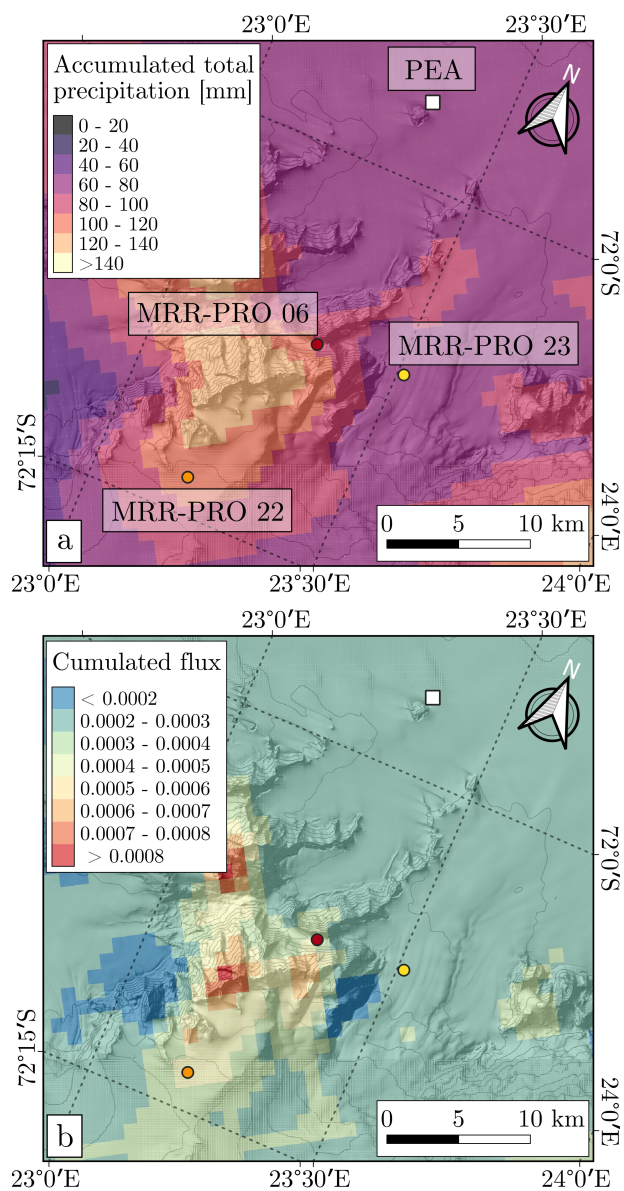 23°0′E
23°30′E
Accumulated total
precipitation [mm]
0 - 20
20 - 40
40 - 60
60 - 80
80 - 100
100 - 120
120 - 140
>140
PEA
N
72°0′S
MRR-PRO 06
MRR-PRO 23
72°15′S
MRR-PRO 22
24°0′E
0 5 10 km
a
23°0′E
23°30′E
24°0′E
23°0′E
23°30′E
Cumulated flux
< 0.0002
0.0002 - 0.0003
0.0003 - 0.0004
0.0004 - 0.0005
0.0005 - 0.0006
0.0006 - 0.0007
0.0007 - 0.0008
> 0.0008
N
72°0′S
72°15′S
24°0′E
0 5 10 km
b
23°0′E
23°30′E
24°0′E